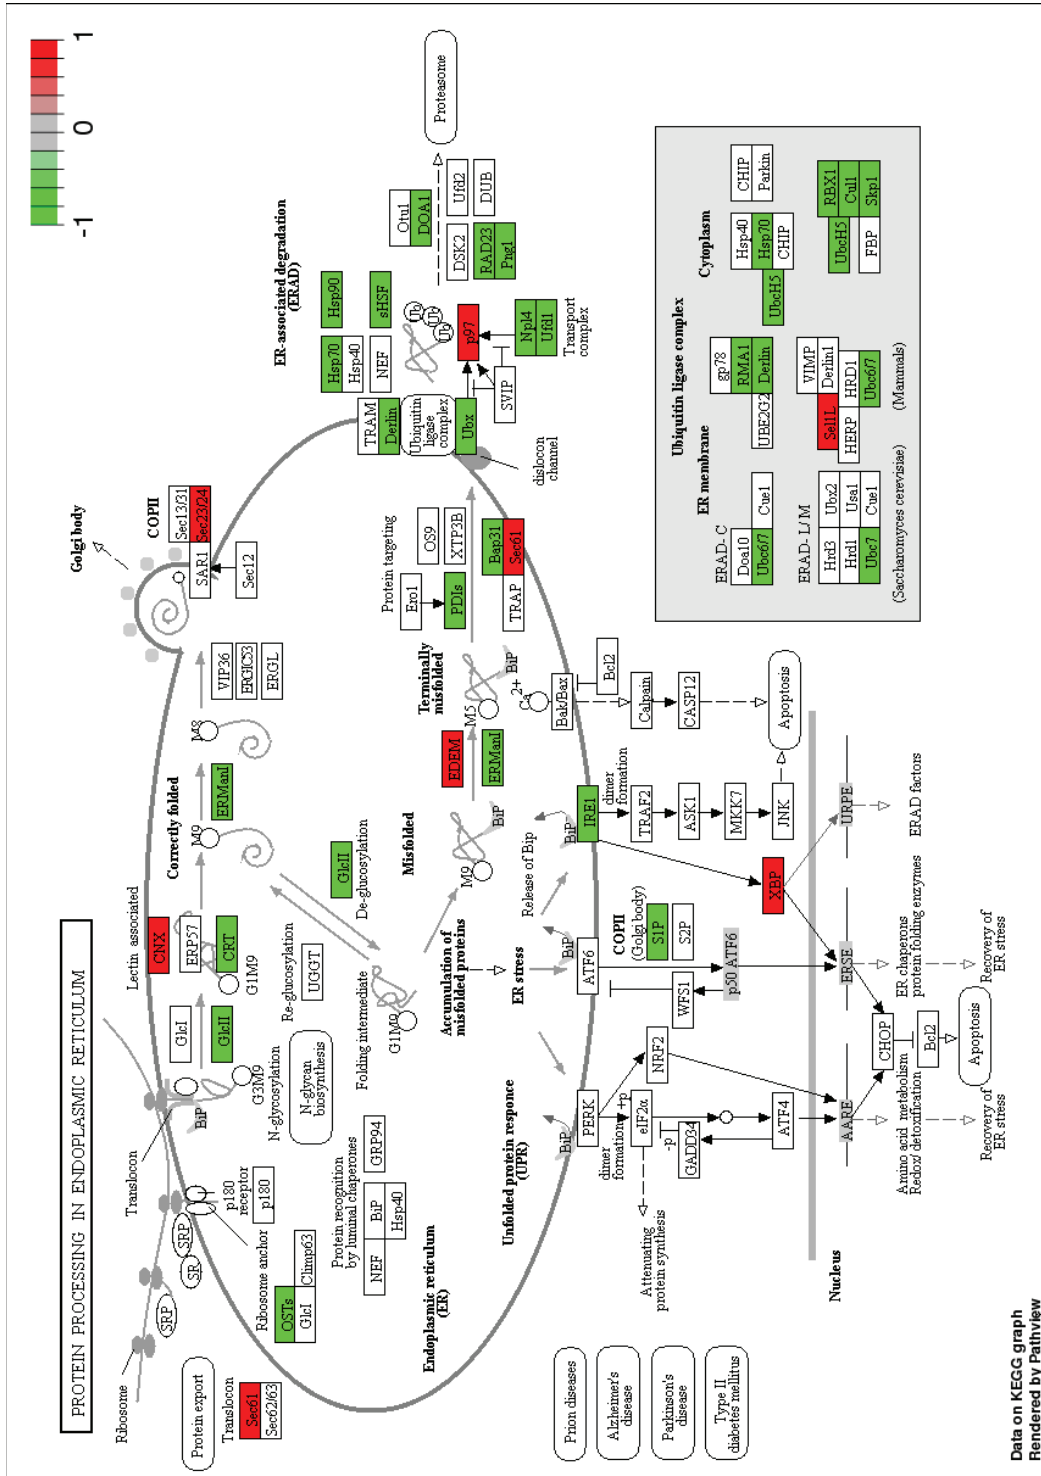 PROTEIN PROCESSING IN ENDOPLASMIC RETICULUM
-1
0
1
Ribosome
SRP
SRP
SR
Translocon
Protein export
Translocon
Sec61
Sec62/63
Ribosome anchor
OSTs
GlcI
Climp63
p180
receptor
p180
BiP
G3M9
GlcI
GlcII
N-glycosylation
N-glycan
biosynthesis
Protein recognition
by luminal chaperones
NEF
BiP
Hsp40
GRP94
Lectin associated
CNX
ERP57
CRT
G1M9
Re-glucosylation
UGGT
Folding intermediate
G1M9
De-glucosylation
GlcII
Correctly folded
M9
ERManI
M8
VIP36
ERGIC53
ERGL
Golgi body
COPII
Sec13/31
Sec23/24
SAR1
Sec12
Endoplasmic reticulum
(ER)
Accumulation of
misfolded proteins
ER stress
Misfolded
M9
BiP
EDEM
ERManI
Terminally
misfolded
M5
BiP
Protein targeting
Ero1
PDIs
OS9
XTP3B
TRAP
Bap31
Sec61
dislocon
channel
ER-associated degradation
(ERAD)
TRAM
Derlin
Ubiquitin
ligase
complex
Ubx
Hsp70
Hsp40
NEF
Hsp90
sHSF
Ub
Ub
Ub
p97
SVIP
Npl4
Ufd1
Transport
complex
Otu1
DOA1
DSK2
RAD23
Png1
Ufd2
DUB
Proteasome
Unfolded protein responce
(UPR)
BiP
PERK
dimer
formation
+p
eIF2α
-p
GADD34
Attenuating
protein synthesis
NRF2
ATF4
AARE
Amino acid metabolism
Redox/ detoxification
Recovery of
ER stress
BiP
ATF6
COPII
(Golgi body)
S1P
S2P
WFS1
p50 ATF6
ERSE
CHOP
Bcl2
Apoptosis
ER chaperons
protein folding enzymes
Recovery of
ER stress
Release of Bip
BiP
IRE1
dimer
formation
TRAF2
ASK1
MKK7
JNK
XBP
URPE
ERAD factors
Ca
2+
Bak/Bax
Bcl2
Calpain
CASP12
Apoptosis
Nucleus
Ubiquitin ligase complex
ER membrane
Cytoplasm
ERAD- C
Doa10
Ubc6/7
Cue1
UBE2G2
gp78
RMA1
Derlin
UbcH5
Hsp40
Hsp70
CHIP
CHIP
Parkin
ERAD- L/M
Hrd3
Ubx2
Hrd1
Usa1
Ubc7
Cue1
Sel1L
HERP
VIMP
Derlin1
HRD1
Ubc6/7
UbcH5
FBP
RBX1
Cul1
Skp1
(Saccharomyces cerevisiae)
(Mammals)
Prion diseases
Alzheimer's
disease
Parkinson's
disease
Type II
diabetes mellitus
Data on KEGG graph
Rendered by Pathview